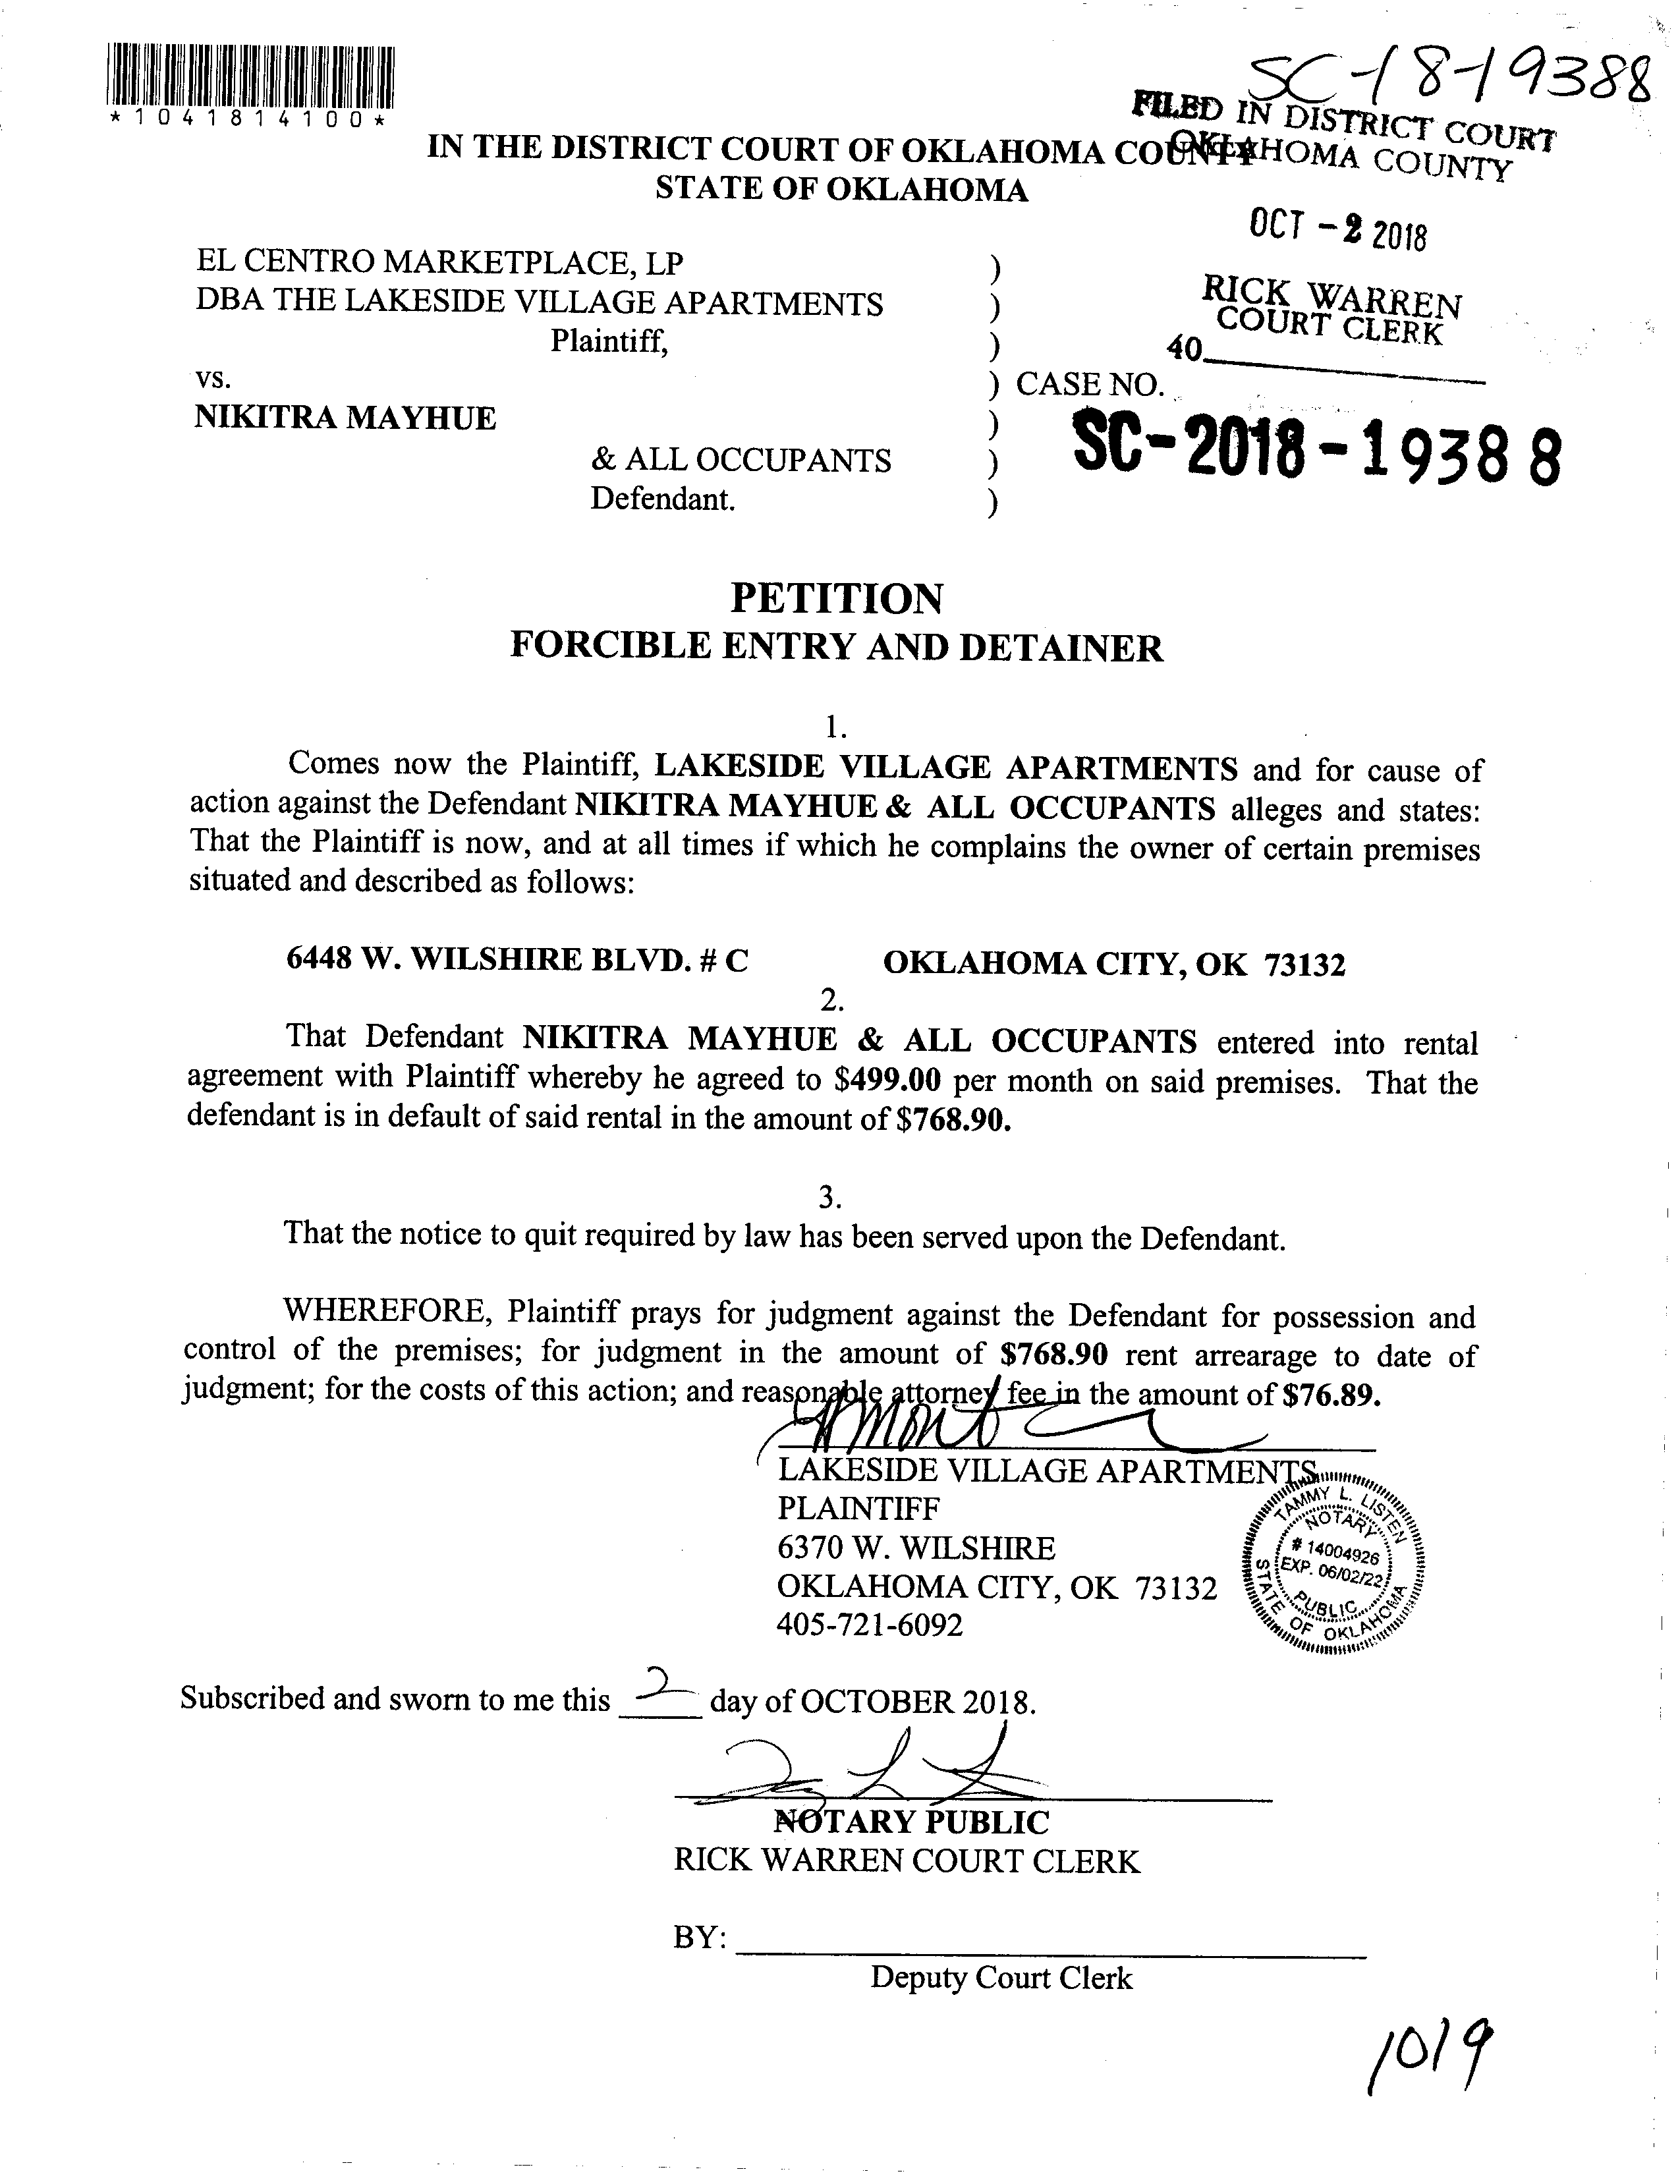 SC-18-19388
*1041814100*
FILED IN DISTRICT COURT
OKLAHOMA COUNTY
IN THE DISTRICT COURT OF OKLAHOMA COUNTY
STATE OF OKLAHOMA
OCT -2 2018
RICK WARREN
COURT CLERK
40
EL CENTRO MARKETPLACE, LP )
DBA THE LAKESIDE VILLAGE APARTMENTS )
Plaintiff, )
vs. ) CASE NO.
NIKITRA MAYHUE )
& ALL OCCUPANTS ) SC-2018-19388
Defendant. )
PETITION
FORCIBLE ENTRY AND DETAINER
1.
Comes now the Plaintiff, LAKESIDE VILLAGE APARTMENTS and for cause of
action against the Defendant NIKITRA MAYHUE & ALL OCCUPANTS alleges and states:
That the Plaintiff is now, and at all times if which he complains the owner of certain premises
situated and described as follows:
6448 W. WILSHIRE BLVD. # C OKLAHOMA CITY, OK 73132
2.
That Defendant NIKITRA MAYHUE & ALL OCCUPANTS entered into rental
agreement with Plaintiff whereby he agreed to $499.00 per month on said premises. That the
defendant is in default of said rental in the amount of $768.90.
3.
That the notice to quit required by law has been served upon the Defendant.
WHEREFORE, Plaintiff prays for judgment against the Defendant for possession and
control of the premises; for judgment in the amount of $768.90 rent arrearage to date of
judgment; for the costs of this action; and reasonable attorney fee in the amount of $76.89.
LAKESIDE VILLAGE APARTMENTS
PLAINTIFF
6370 W. WILSHIRE
OKLAHOMA CITY, OK 73132
405-721-6092
TAMMY L. LISTEN
NOTARY
# 14004926
EXP. 06/02/22
PUBLIC
STATE OF OKLAHOMA
Subscribed and sworn to me this 2 day of OCTOBER 2018.
NOTARY PUBLIC
RICK WARREN COURT CLERK
BY:
Deputy Court Clerk
1019